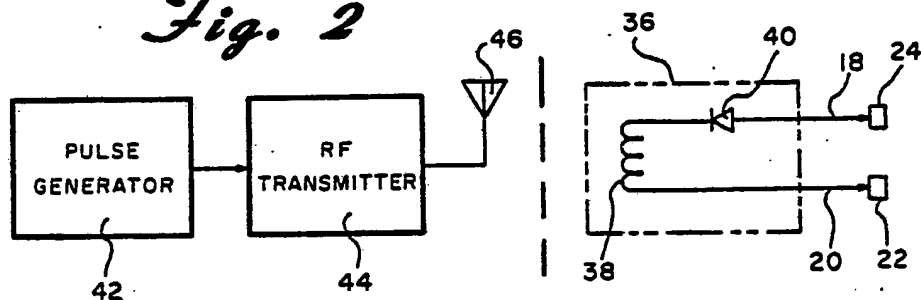 Fig. 2
46
36
40
18
24
PULSE
GENERATOR
RF
TRANSMITTER
42
44
38
20
22